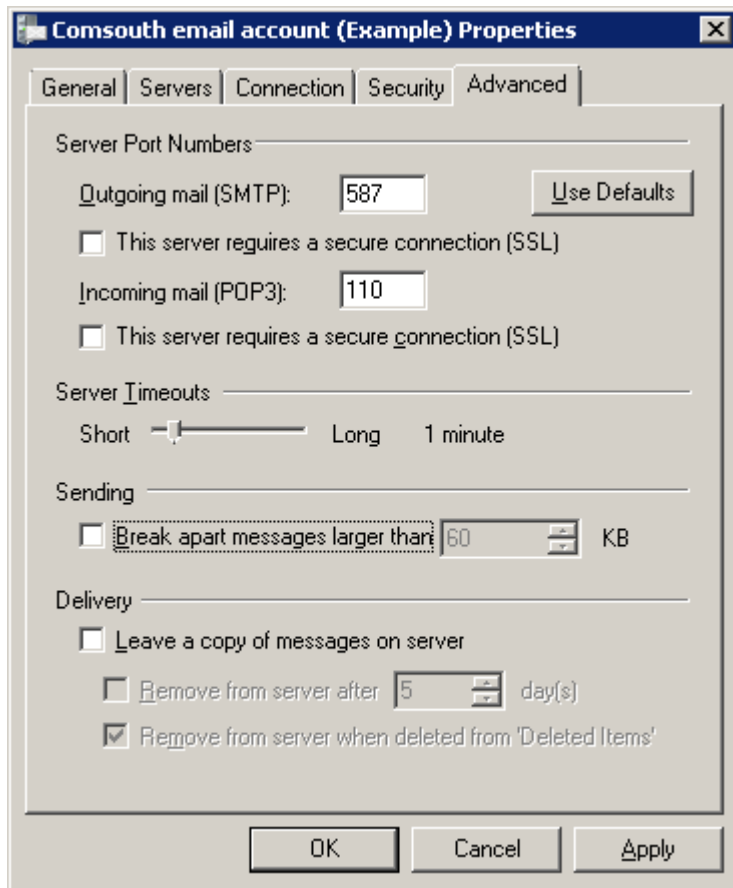 Comsouth email account (Example) Properties
General Servers Connection Security Advanced
Server Port Numbers
Outgoing mail (SMTP): 587 Use Defaults
This server requires a secure connection (SSL)
Incoming mail (POP3): 110
This server requires a secure connection (SSL)
Server Timeouts
Short Long 1 minute
Sending
Break apart messages larger than 60 KB
Delivery
Leave a copy of messages on server
Remove from server after 5 day(s)
Remove from server when deleted from 'Deleted Items'
OK Cancel Apply